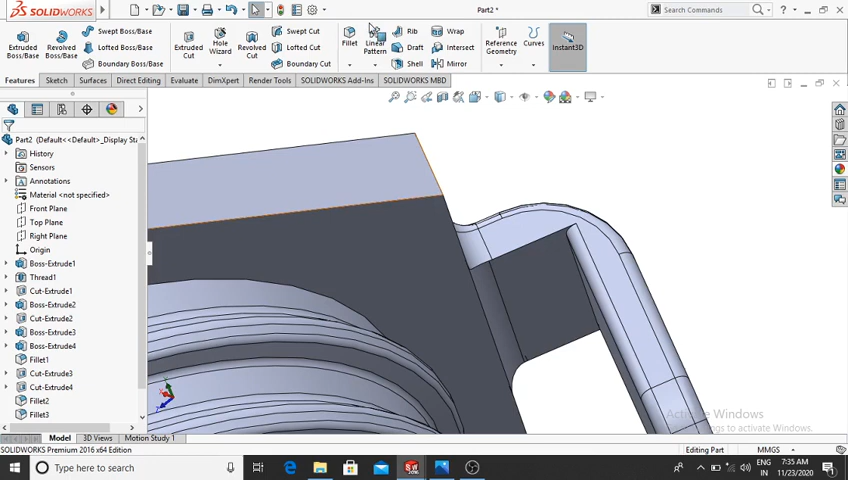 SOLIDWORKS
Part2 *
Search Commands
Extruded Boss/Base
Revolved Boss/Base
Swept Boss/Base
Lofted Boss/Base
Boundary Boss/Base
Extruded Cut
Hole Wizard
Revolved Cut
Swept Cut
Lofted Cut
Boundary Cut
Fillet
Linear Pattern
Rib
Draft
Shell
Wrap
Intersect
Mirror
Reference Geometry
Curves
Instant3D
Features
Sketch
Surfaces
Direct Editing
Evaluate
DimXpert
Render Tools
SOLIDWORKS Add-Ins
SOLIDWORKS MBD
Part2 (Default<<Default>_Display Sta
History
Sensors
Annotations
Material <not specified>
Front Plane
Top Plane
Right Plane
Origin
Boss-Extrude1
Thread1
Cut-Extrude1
Boss-Extrude2
Cut-Extrude2
Boss-Extrude3
Boss-Extrude4
Fillet1
Cut-Extrude3
Cut-Extrude4
Fillet2
Fillet3
Activate Windows
ngs to activate Windows.
Model
3D Views
Motion Study 1
SOLIDWORKS Premium 2016 x64 Edition
Editing Part
MMGS
Type here to search
ENG
IN
7:35 AM
11/23/2020